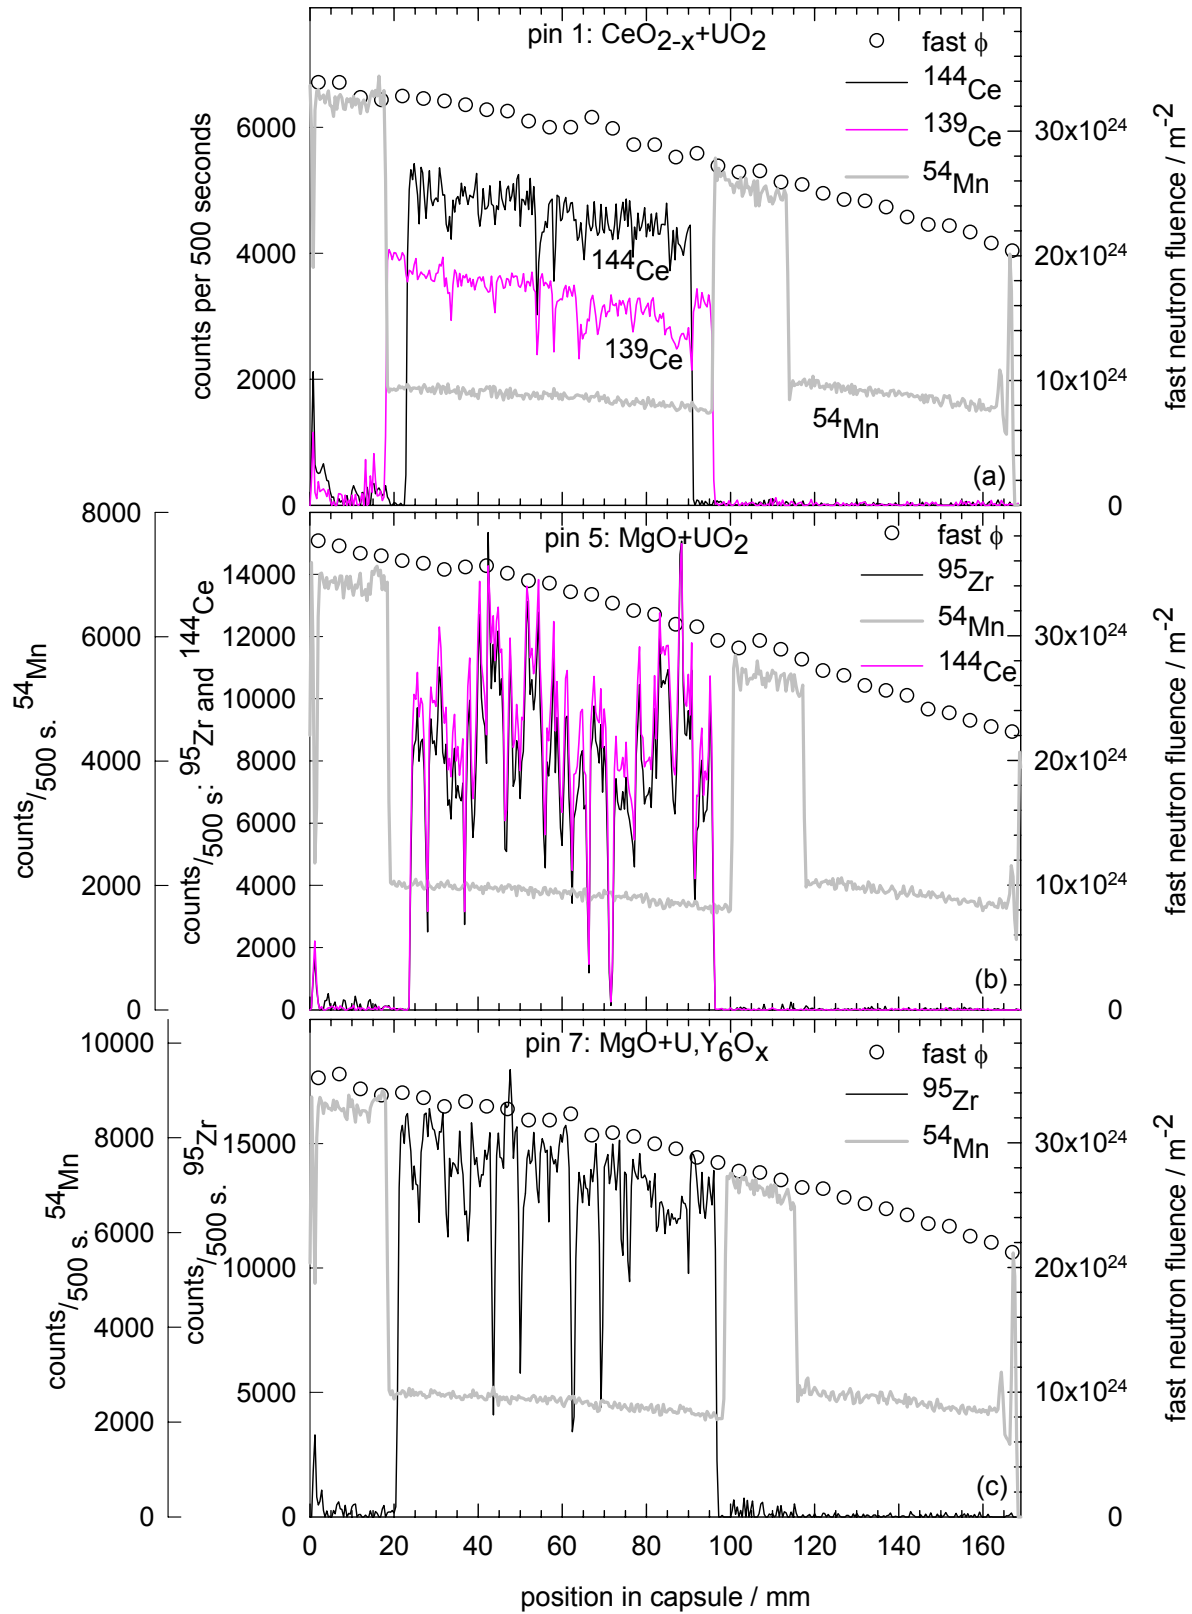 pin 1: CeO2-x+UO2
fast ϕ
144Ce
139Ce
54Mn
6000
4000
2000
0
counts per 500 seconds
30x10^24
20x10^24
10x10^24
0
fast neutron fluence / m^-2
144Ce
139Ce
54Mn
(a)
pin 5: MgO+UO2
fast ϕ
95Zr
54Mn
144Ce
8000
6000
4000
2000
0
counts/500 s. 54Mn
14000
12000
10000
8000
6000
4000
2000
0
counts/500 s: 95Zr and 144Ce
30x10^24
20x10^24
10x10^24
0
fast neutron fluence / m^-2
(b)
pin 7: MgO+U,Y6Ox
fast ϕ
95Zr
54Mn
10000
8000
6000
4000
2000
0
counts/500 s. 54Mn
15000
10000
5000
0
counts/500 s. 95Zr
30x10^24
20x10^24
10x10^24
0
fast neutron fluence / m^-2
(c)
0 20 40 60 80 100 120 140 160
position in capsule / mm